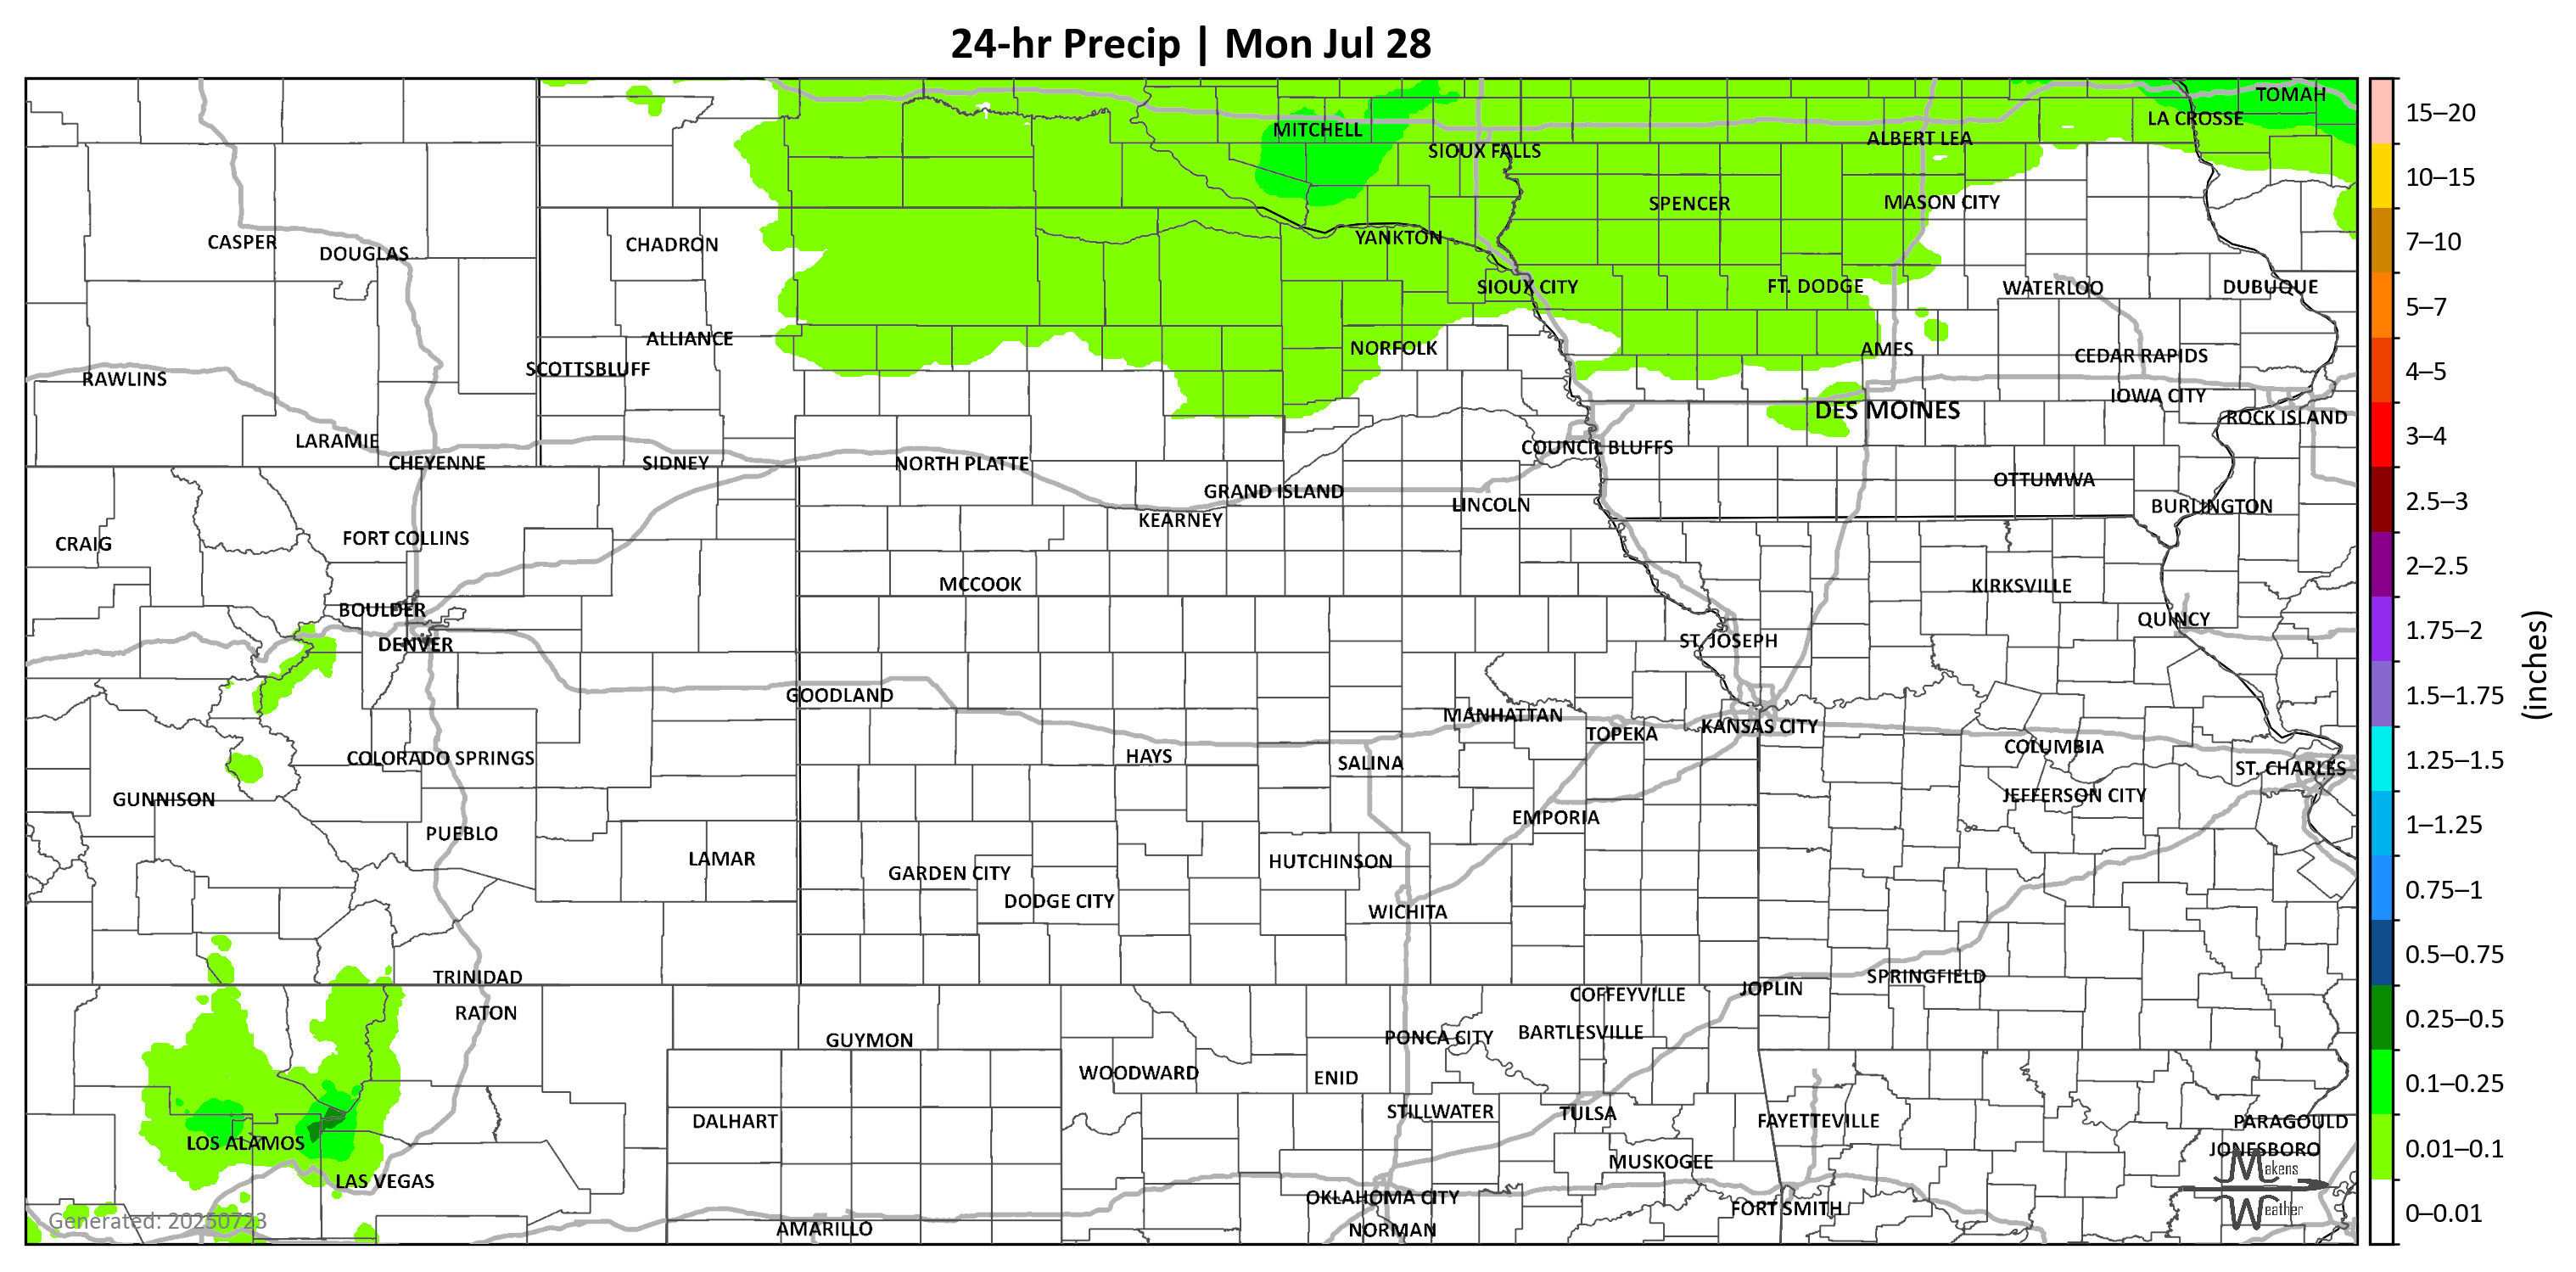 24-hr Precip | Mon Jul 28
TOMAH
LA CROSSE
MITCHELL
ALBERT LEA
SIOUX FALLS
SPENCER
MASON CITY
YANKTON
CASPER
DOUGLAS
CHADRON
SIOUX CITY
FT. DODGE
WATERLOO
DUBUQUE
ALLIANCE
NORFOLK
AMES
CEDAR RAPIDS
SCOTTSBLUFF
RAWLINS
IOWA CITY
DES MOINES
ROCK ISLAND
LARAMIE
COUNCIL BLUFFS
CHEYENNE
SIDNEY
NORTH PLATTE
OTTUMWA
GRAND ISLAND
LINCOLN
BURLINGTON
KEARNEY
CRAIG
FORT COLLINS
MCCOOK
KIRKSVILLE
BOULDER
QUINCY
DENVER
ST. JOSEPH
GOODLAND
MANHATTAN
TOPEKA
KANSAS CITY
COLUMBIA
COLORADO SPRINGS
HAYS
SALINA
ST. CHARLES
GUNNISON
JEFFERSON CITY
EMPORIA
PUEBLO
LAMAR
HUTCHINSON
GARDEN CITY
DODGE CITY
WICHITA
TRINIDAD
SPRINGFIELD
JOPLIN
COFFEYVILLE
RATON
GUYMON
PONCA CITY
BARTLESVILLE
WOODWARD
ENID
STILLWATER
TULSA
DALHART
FAYETTEVILLE
PARAGOULD
LOS ALAMOS
JONESBORO
MUSKOGEE
LAS VEGAS
OKLAHOMA CITY
FORT SMITH
AMARILLO
NORMAN
Makens
Weather
Generated: 20250723
15–20
10–15
7–10
5–7
4–5
3–4
2.5–3
2–2.5
1.75–2
1.5–1.75
1.25–1.5
1–1.25
0.75–1
0.5–0.75
0.25–0.5
0.1–0.25
0.01–0.1
0–0.01
(inches)